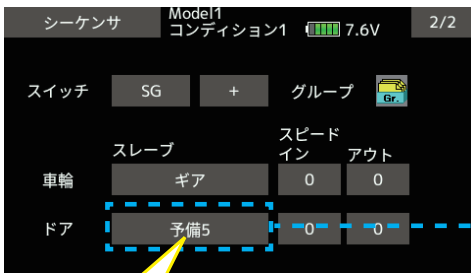 シーケンサ Model1 コンディション1 7.6V 2/2
スイッチ SG + グループ Gr.
スレーブ スピード イン アウト
車輪 ギア 0 0
ドア 予備5 0 0